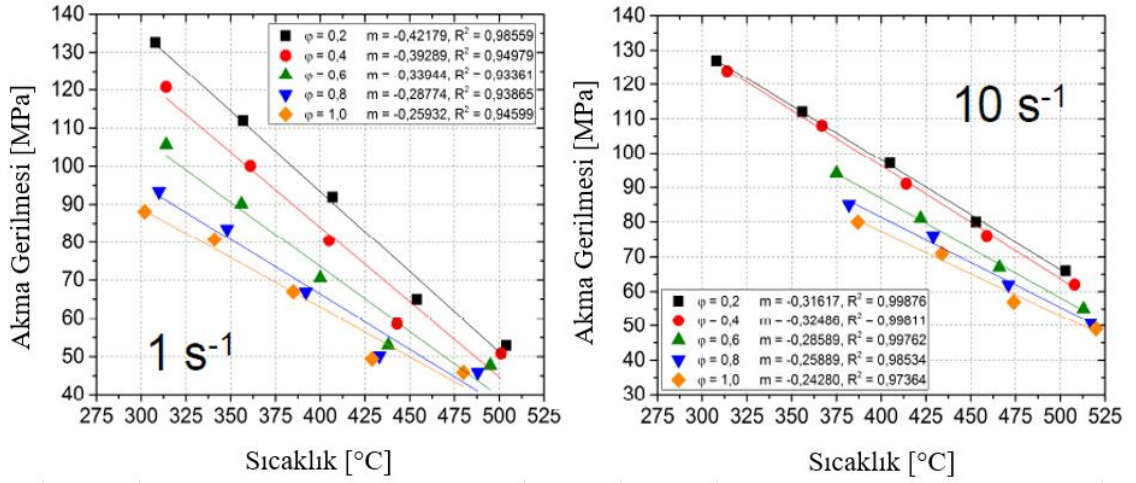 140
130
120
110
100
90
80
70
60
50
40
Akma Gerilmesi [MPa]
φ = 0,2 m = -0,42179, R² = 0,98559
φ = 0,4 m = -0,39289, R² = 0,94979
φ = 0,6 m = -0,33944, R² = 0,93361
φ = 0,8 m = -0,28774, R² = 0,93865
φ = 1,0 m = -0,25932, R² = 0,94599
1 s⁻¹
275 300 325 350 375 400 425 450 475 500 525
Sıcaklık [°C]
140
130
120
110
100
90
80
70
60
50
40
30
Akma Gerilmesi [MPa]
10 s⁻¹
φ = 0,2 m = -0,31617, R² = 0,99876
φ = 0,4 m = -0,32486, R² = 0,99811
φ = 0,6 m = -0,28589, R² = 0,99762
φ = 0,8 m = -0,25889, R² = 0,98534
φ = 1,0 m = -0,24280, R² = 0,97364
275 300 325 350 375 400 425 450 475 500 525
Sıcaklık [°C]